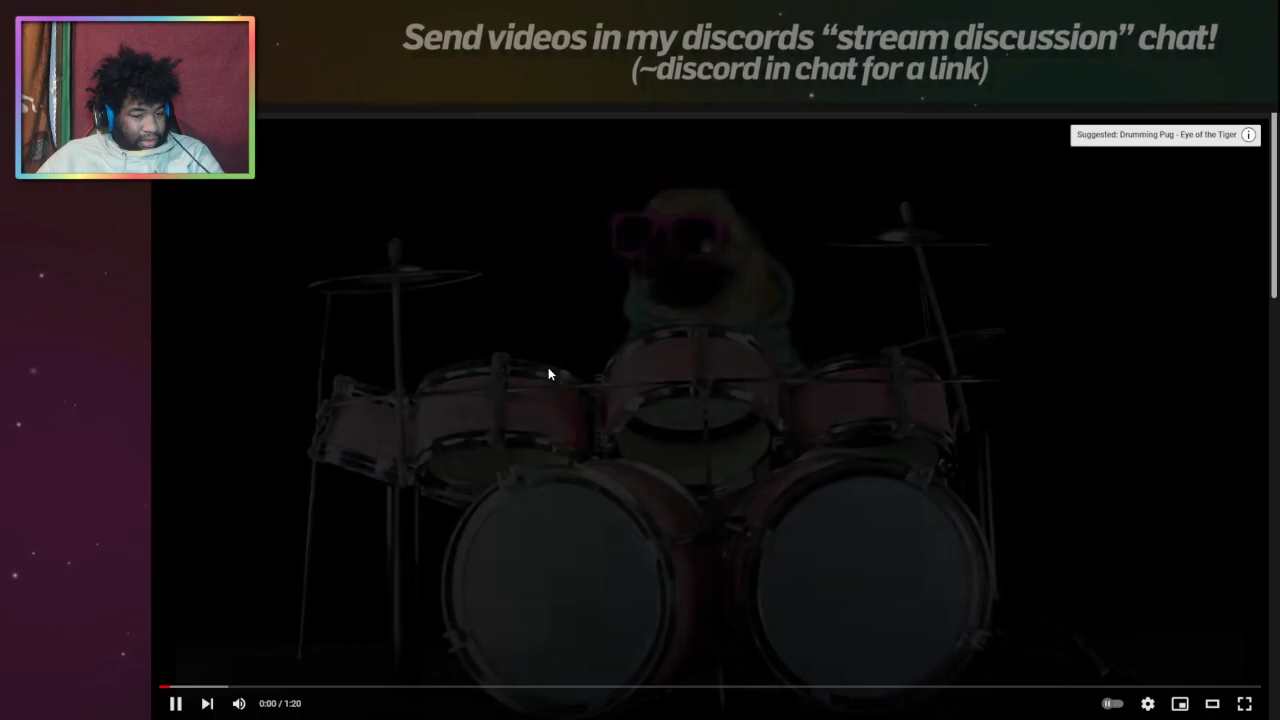 Send videos in my discords “stream discussion” chat!
(~discord in chat for a link)
Suggested: Drumming Pug - Eye of the Tiger
0:00 / 1:20